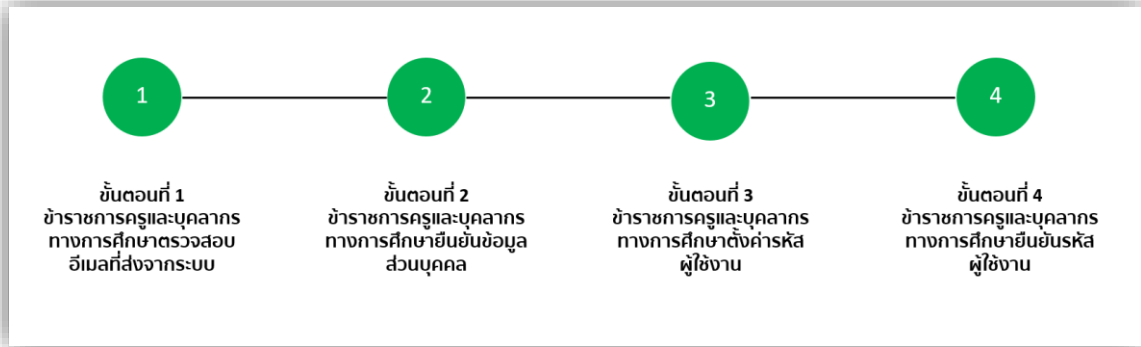 1
2
3
4
ขั้นตอนที่ 1
ข้าราชการครูและบุคลากร
ทางการศึกษาตรวจสอบ
อีเมลที่ส่งจากระบบ
ขั้นตอนที่ 2
ข้าราชการครูและบุคลากร
ทางการศึกษายืนยันข้อมูล
ส่วนบุคคล
ขั้นตอนที่ 3
ข้าราชการครูและบุคลากร
ทางการศึกษาตั้งค่ารหัส
ผู้ใช้งาน
ขั้นตอนที่ 4
ข้าราชการครูและบุคลากร
ทางการศึกษายืนยันรหัส
ผู้ใช้งาน